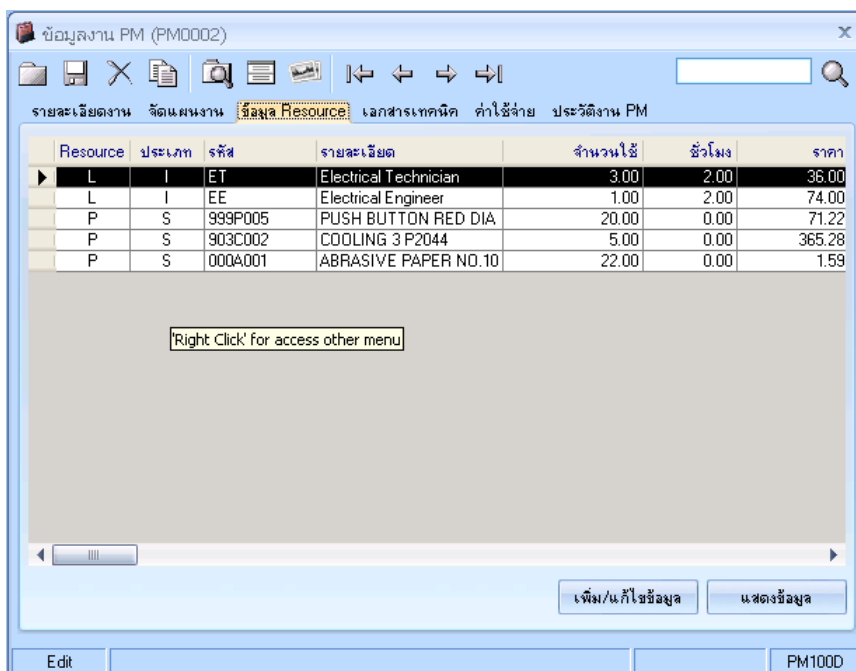 ข้อมูลงาน PM (PM0002)
รายละเอียดงาน จัดแผนงาน ข้อมูล Resource เอกสารเทคนิค ค่าใช้จ่าย ประวัติงาน PM
Resource ประเภท รหัส รายละเอียด จำนวนใช้ ชั่วโมง ราคา
L I ET Electrical Technician 3.00 2.00 36.00
L I EE Electrical Engineer 1.00 2.00 74.00
P S 999P005 PUSH BUTTON RED DIA 20.00 0.00 71.22
P S 903C002 COOLING 3 P2044 5.00 0.00 365.28
P S 000A001 ABRASIVE PAPER NO.10 22.00 0.00 1.59
'Right Click' for access other menu
เพิ่ม/แก้ไขข้อมูล แสดงข้อมูล
Edit PM100D